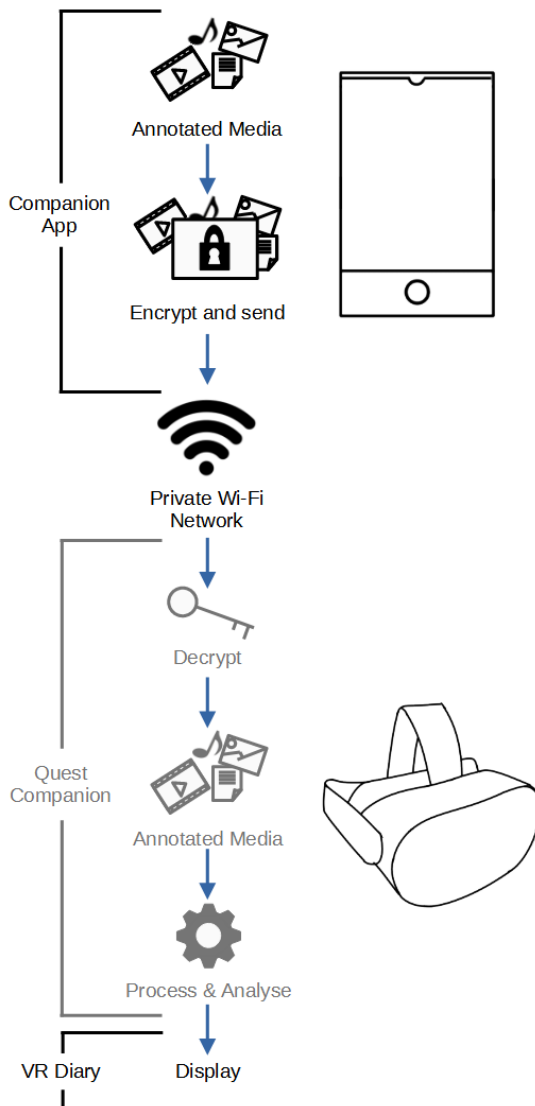 Annotated Media
Companion
App
Encrypt and send
Private Wi-Fi
Network
Decrypt
Quest
Companion
Annotated Media
Process & Analyse
VR Diary
Display